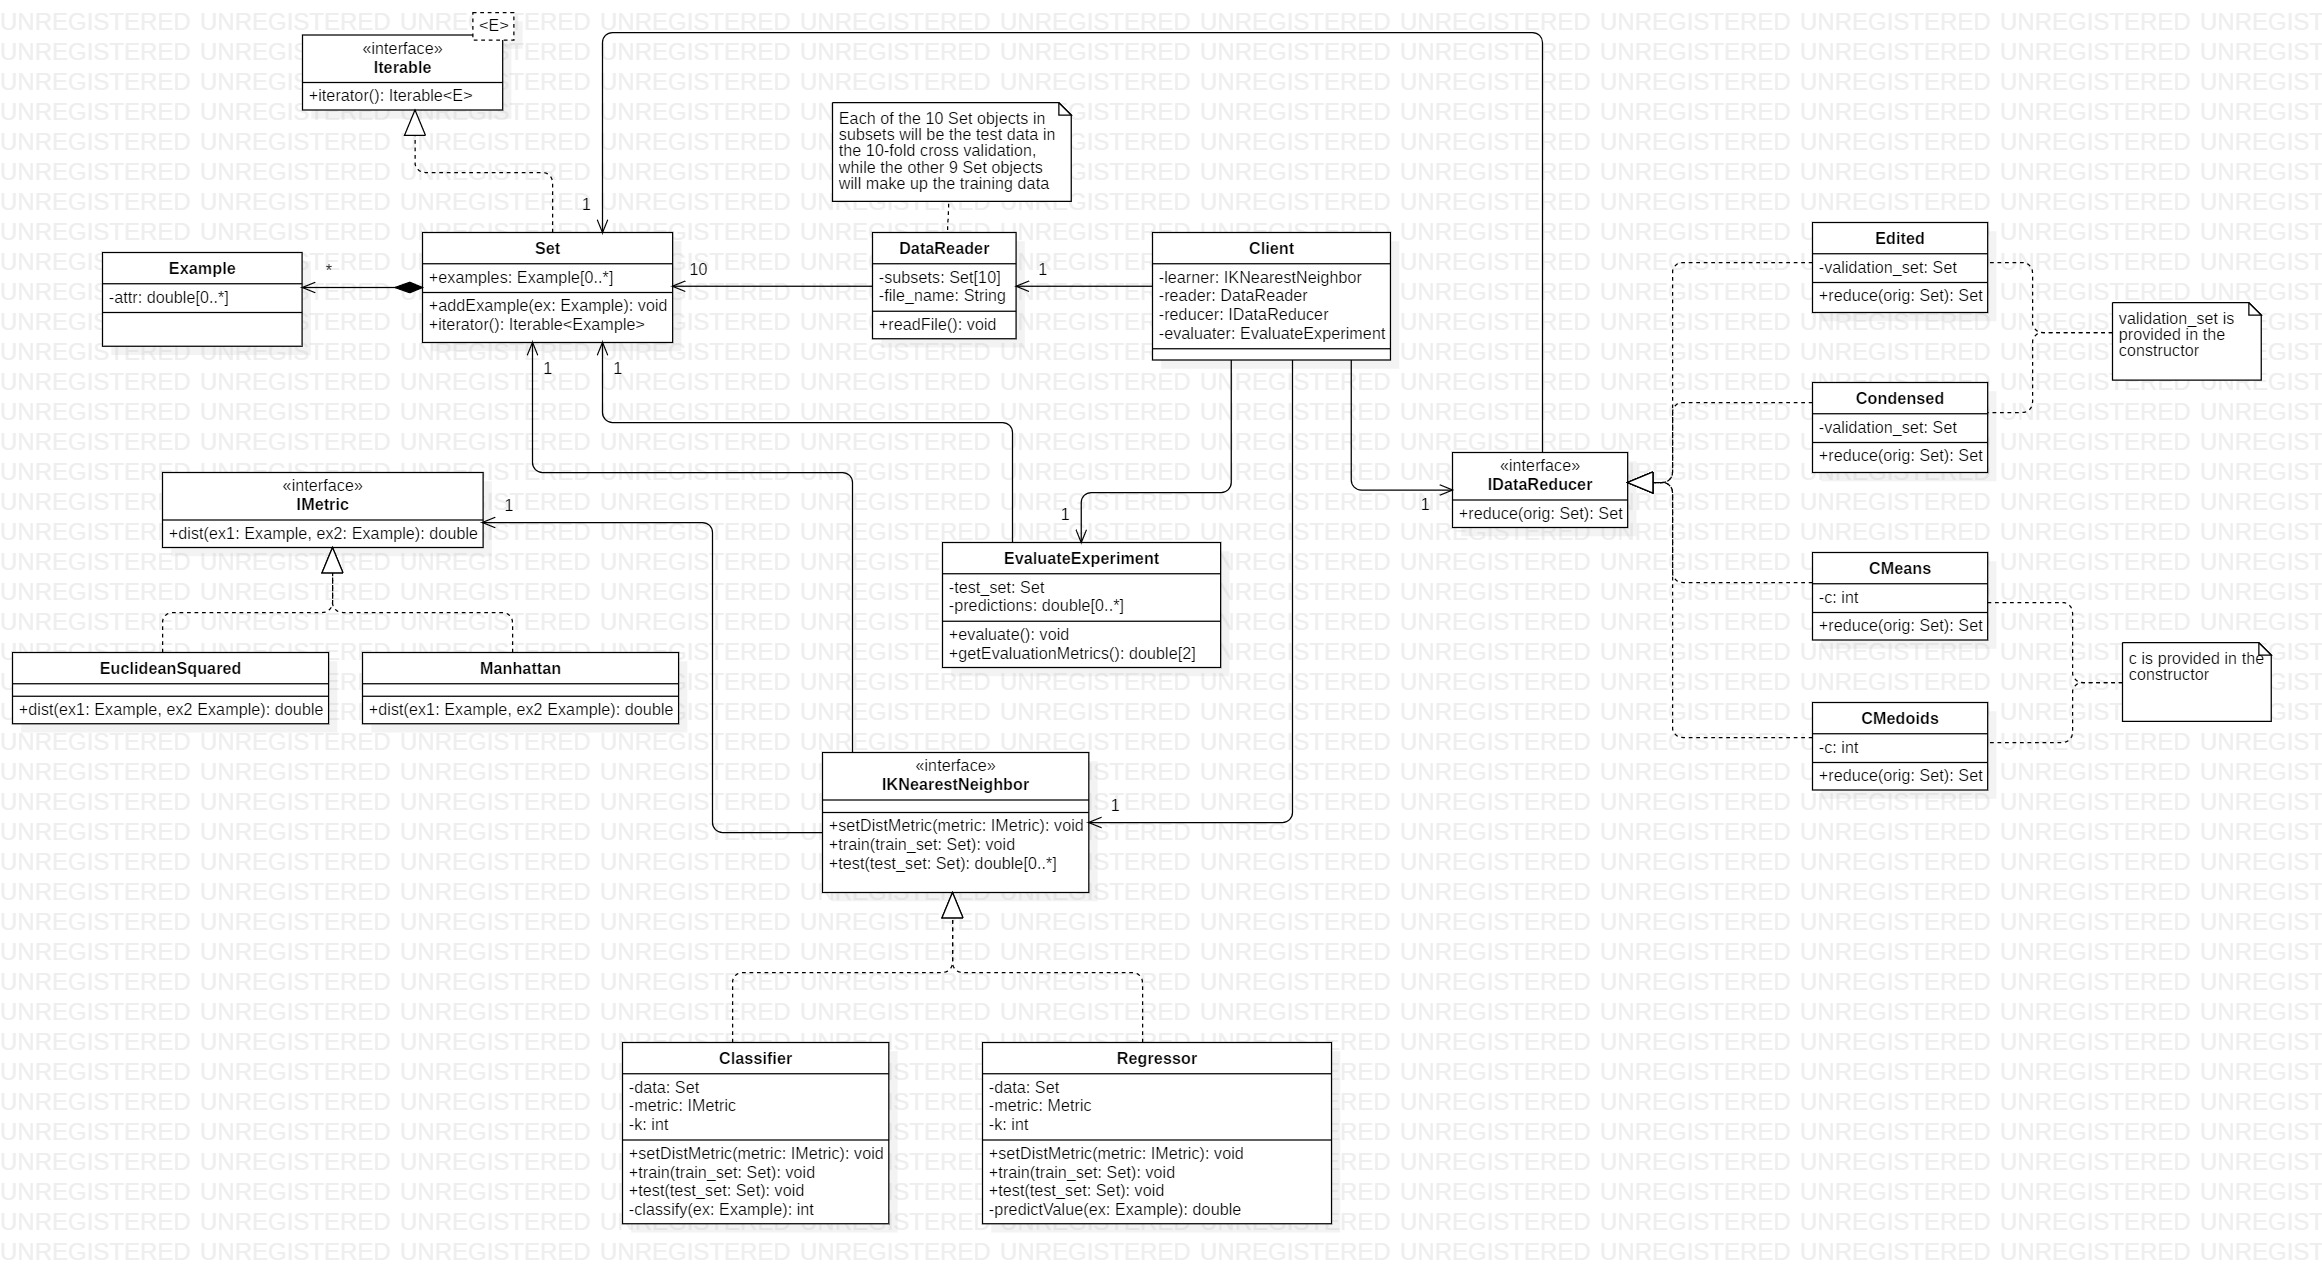 <E>
«interface»
Iterable
+iterator(): Iterable<E>
Each of the 10 Set objects in
subsets will be the test data in
the 10-fold cross validation,
while the other 9 Set objects
will make up the training data
1
Example
-attr: double[0..*]
*
Set
+examples: Example[0..*]
+addExample(ex: Example): void
+iterator(): Iterable<Example>
10
DataReader
-subsets: Set[10]
-file_name: String
+readFile(): void
1
Client
-learner: IKNearestNeighbor
-reader: DataReader
-reducer: IDataReducer
-evaluater: EvaluateExperiment
Edited
-validation_set: Set
+reduce(orig: Set): Set
validation_set is
provided in the
constructor
Condensed
-validation_set: Set
+reduce(orig: Set): Set
1
1
«interface»
IMetric
+dist(ex1: Example, ex2: Example): double
1
1
1
«interface»
IDataReducer
+reduce(orig: Set): Set
EvaluateExperiment
-test_set: Set
-predictions: double[0..*]
+evaluate(): void
+getEvaluationMetrics(): double[2]
CMeans
-c: int
+reduce(orig: Set): Set
c is provided in the
constructor
CMedoids
-c: int
+reduce(orig: Set): Set
EuclideanSquared
+dist(ex1: Example, ex2 Example): double
Manhattan
+dist(ex1: Example, ex2 Example): double
«interface»
IKNearestNeighbor
+setDistMetric(metric: IMetric): void
+train(train_set: Set): void
+test(test_set: Set): double[0..*]
1
Classifier
-data: Set
-metric: IMetric
-k: int
+setDistMetric(metric: IMetric): void
+train(train_set: Set): void
+test(test_set: Set): void
-classify(ex: Example): int
Regressor
-data: Set
-metric: Metric
-k: int
+setDistMetric(metric: IMetric): void
+train(train_set: Set): void
+test(test_set: Set): void
-predictValue(ex: Example): double
UNREGISTERED